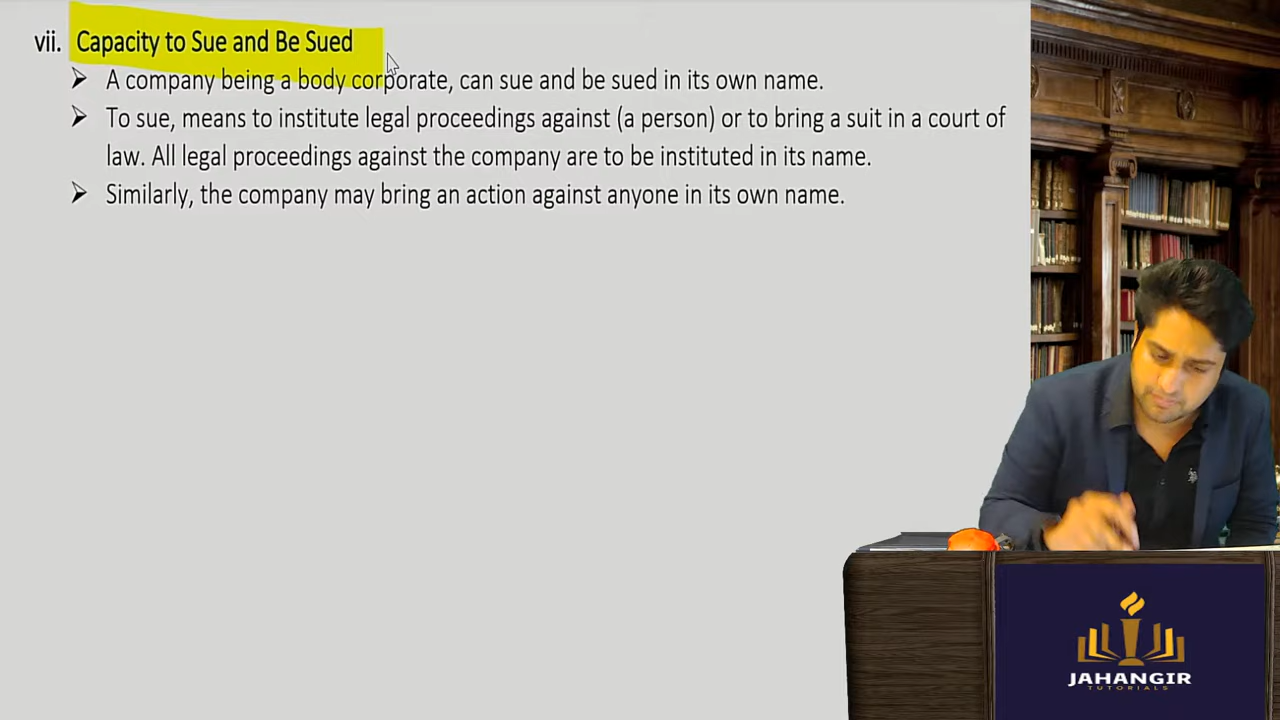 vii. Capacity to Sue and Be Sued
➤ A company being a body corporate, can sue and be sued in its own name.
➤ To sue, means to institute legal proceedings against (a person) or to bring a suit in a court of
law. All legal proceedings against the company are to be instituted in its name.
➤ Similarly, the company may bring an action against anyone in its own name.
JAHANGIR
TUTORIALS